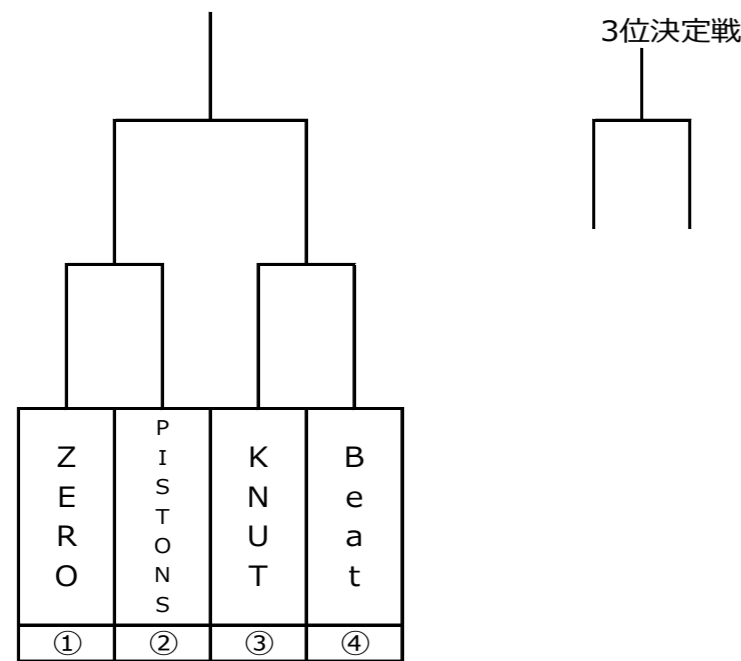 3位決定戦
ZERO
PISTONS
KNUT
Beat
①
②
③
④